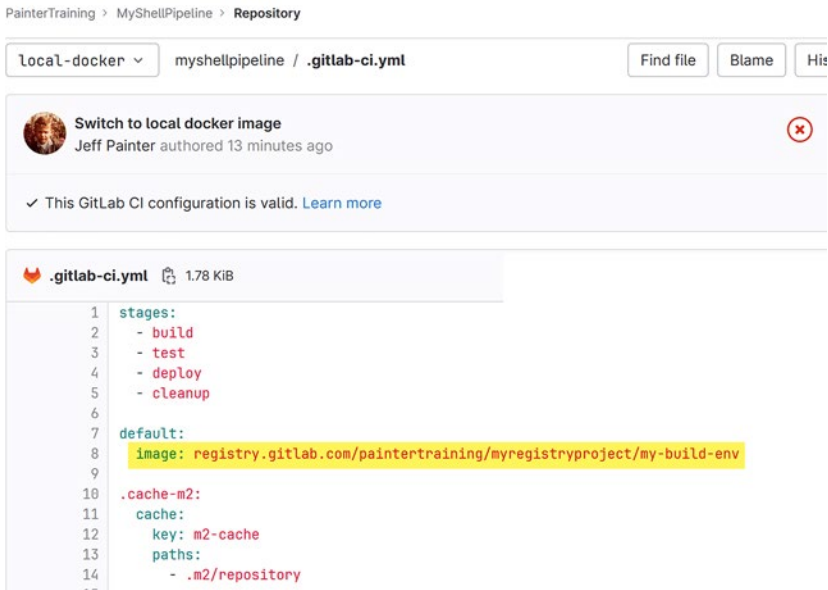 PainterTraining > MyShellPipeline > Repository
local-docker myshellpipeline / .gitlab-ci.yml Find file Blame His
Switch to local docker image
Jeff Painter authored 13 minutes ago
This GitLab CI configuration is valid. Learn more
.gitlab-ci.yml 1.78 KiB
1 stages:
2 - build
3 - test
4 - deploy
5 - cleanup
6
7 default:
8 image: registry.gitlab.com/paintertraining/myregistryproject/my-build-env
9
10 .cache-m2:
11 cache:
12 key: m2-cache
13 paths:
14 - .m2/repository